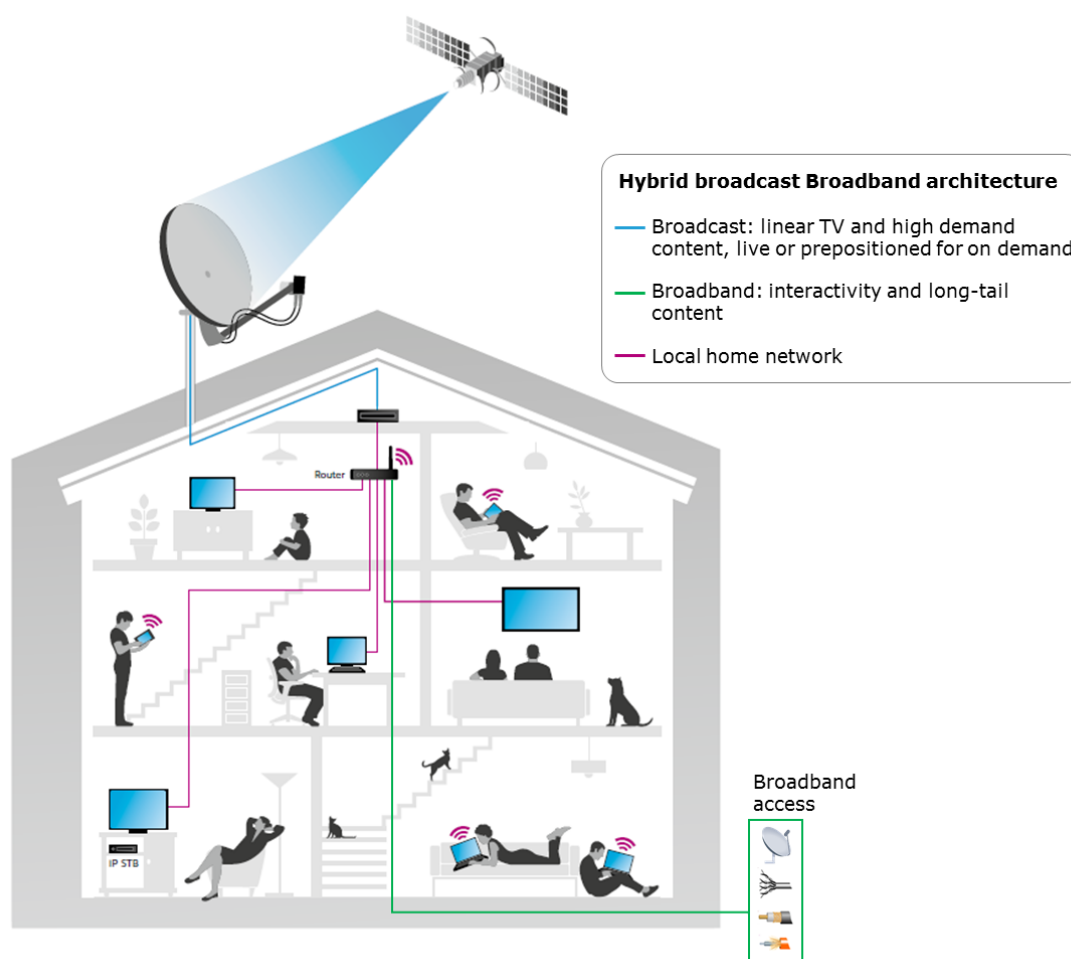 Hybrid broadcast Broadband architecture
Broadcast: linear TV and high demand
content, live or prepositioned for on demand
Broadband: interactivity and long-tail
content
Local home network
Router
IP STB
Broadband
access